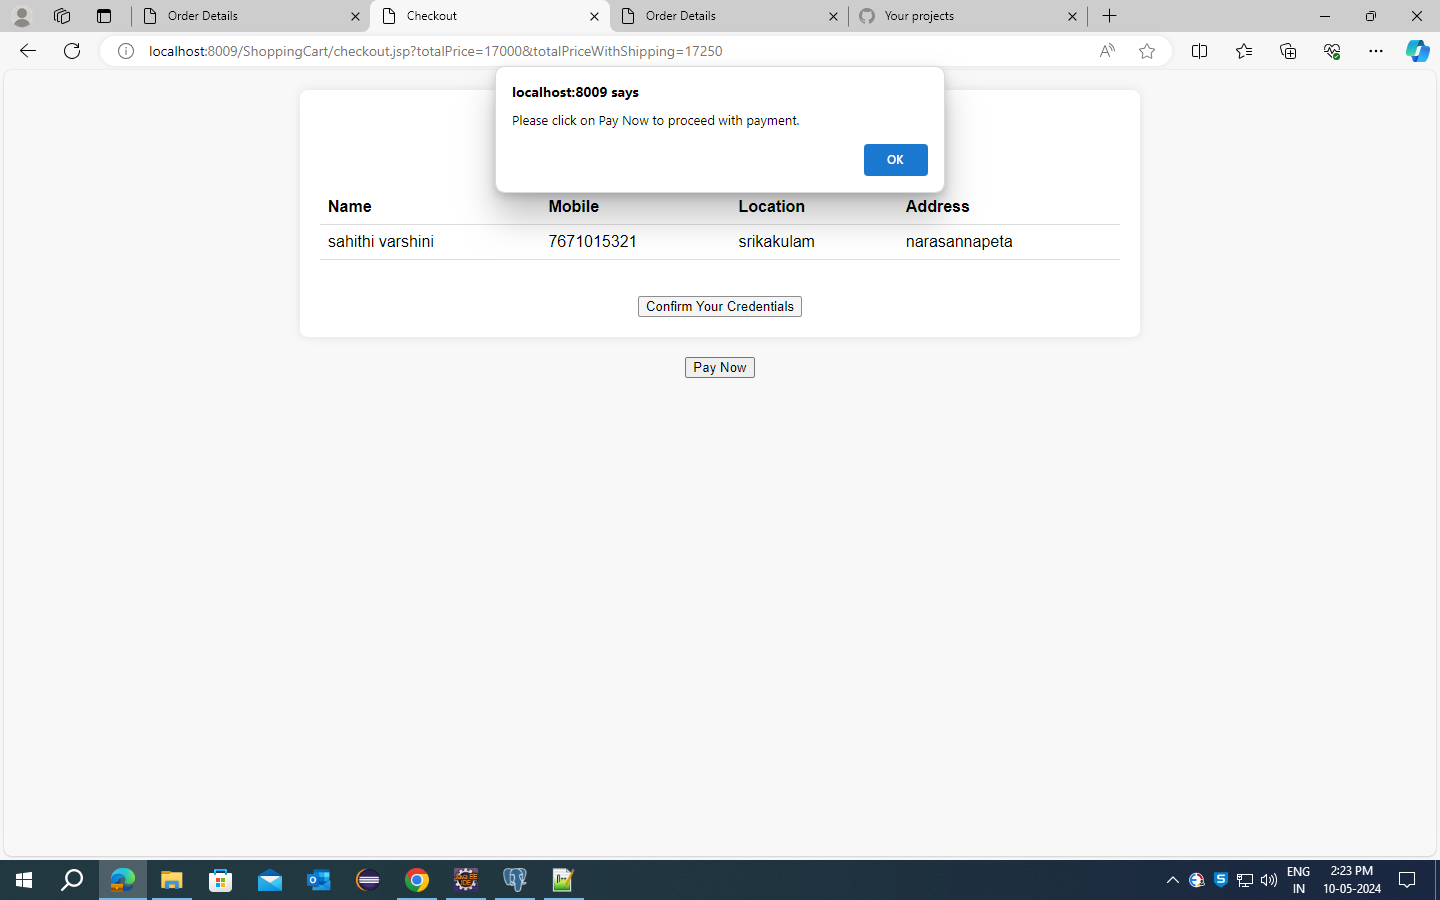 Order Details
Checkout
Order Details
Your projects
localhost:8009/ShoppingCart/checkout.jsp?totalPrice=17000&totalPriceWithShipping=17250
localhost:8009 says
Please click on Pay Now to proceed with payment.
OK
Name Mobile Location Address
sahithi varshini 7671015321 srikakulam narasannapeta
Confirm Your Credentials
Pay Now
ENG 2:23 PM
IN 10-05-2024